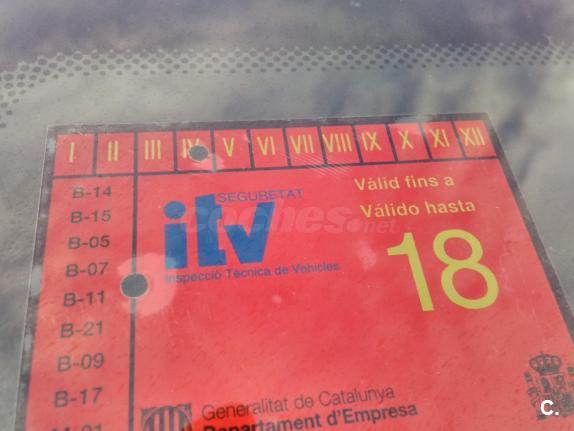 I II III IV V VI VII VIII IX X XI XII
B-14
B-15
B-05
B-07
B-11
B-21
B-09
B-17
SEGURETAT
itv
Inspecció Tècnica de Vehicles
Vàlid fins a
Válido hasta
18
coches.net
Generalitat de Catalunya
Departament d'Empresa
C.